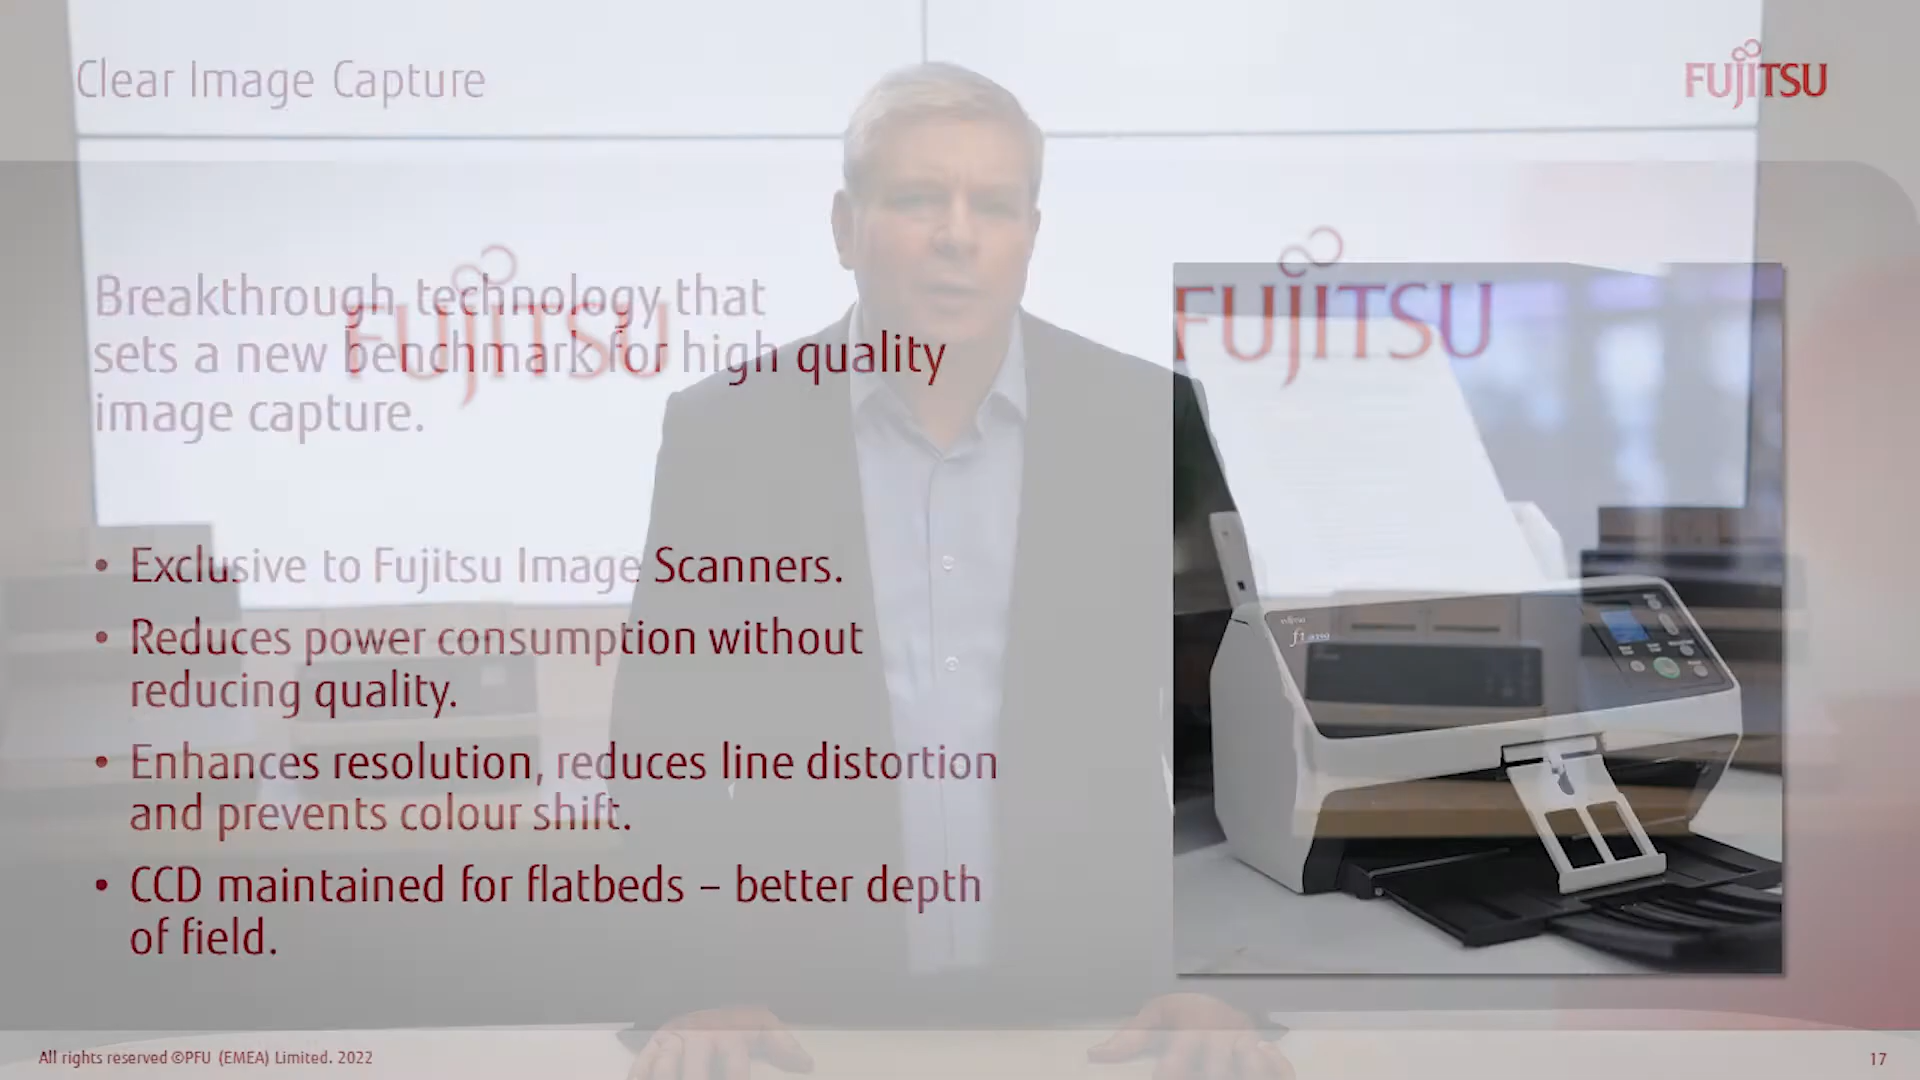 Clear Image Capture
FUJITSU
Breakthrough technology that
sets a new benchmark for high quality
image capture.
FUJITSU
FUJITSU
• Exclusive to Fujitsu Image Scanners.
• Reduces power consumption without
reducing quality.
• Enhances resolution, reduces line distortion
and prevents colour shift.
• CCD maintained for flatbeds – better depth
of field.
All rights reserved ©PFU (EMEA) Limited. 2022
17